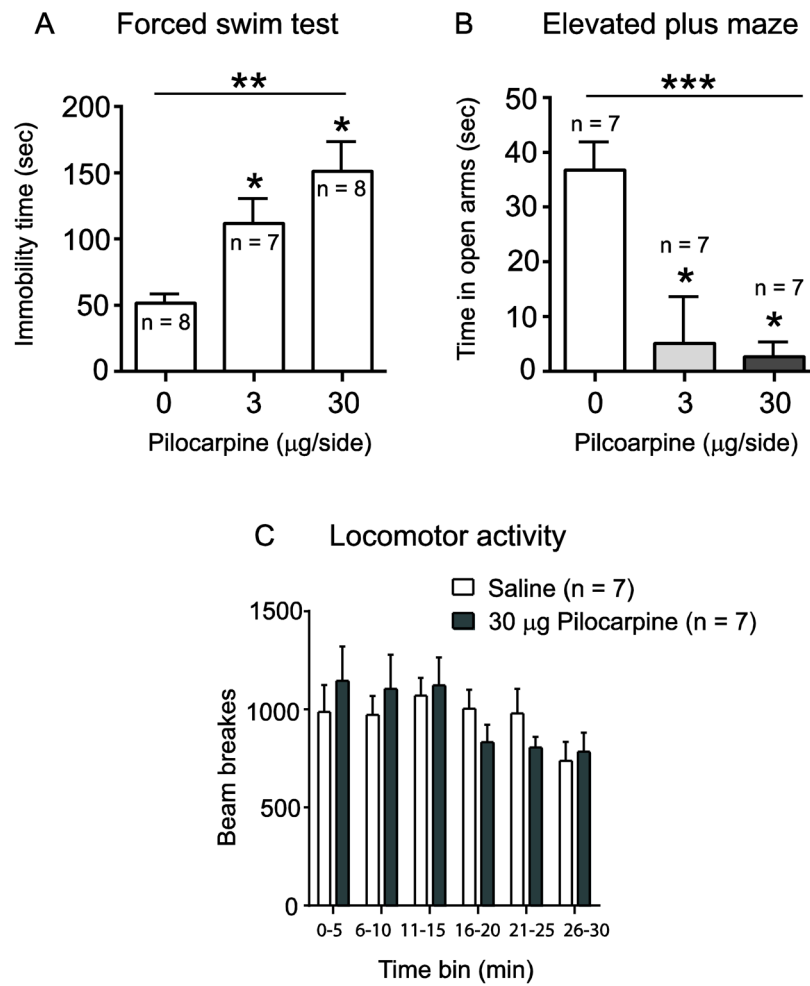 A Forced swim test
**
200
150
100
50
0
*
*
n = 8
n = 7
n = 8
0 3 30
Immobility time (sec)
Pilocarpine (μg/side)
B Elevated plus maze
***
50
40
30
20
10
0
n = 7
n = 7
*
n = 7
*
0 3 30
Time in open arms (sec)
Pilcoarpine (μg/side)
C Locomotor activity
Saline (n = 7)
30 μg Pilocarpine (n = 7)
1500
1000
500
0
Beam breakes
0-5 6-10 11-15 16-20 21-25 26-30
Time bin (min)